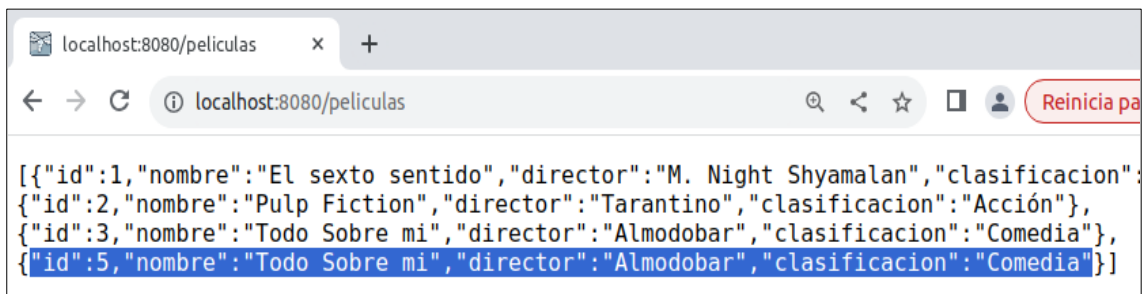 localhost:8080/peliculas
localhost:8080/peliculas
Reinicia pa
[{"id":1,"nombre":"El sexto sentido","director":"M. Night Shyamalan","clasificacion":
{"id":2,"nombre":"Pulp Fiction","director":"Tarantino","clasificacion":"Acción"},
{"id":3,"nombre":"Todo Sobre mi","director":"Almodobar","clasificacion":"Comedia"},
{"id":5,"nombre":"Todo Sobre mi","director":"Almodobar","clasificacion":"Comedia"}]